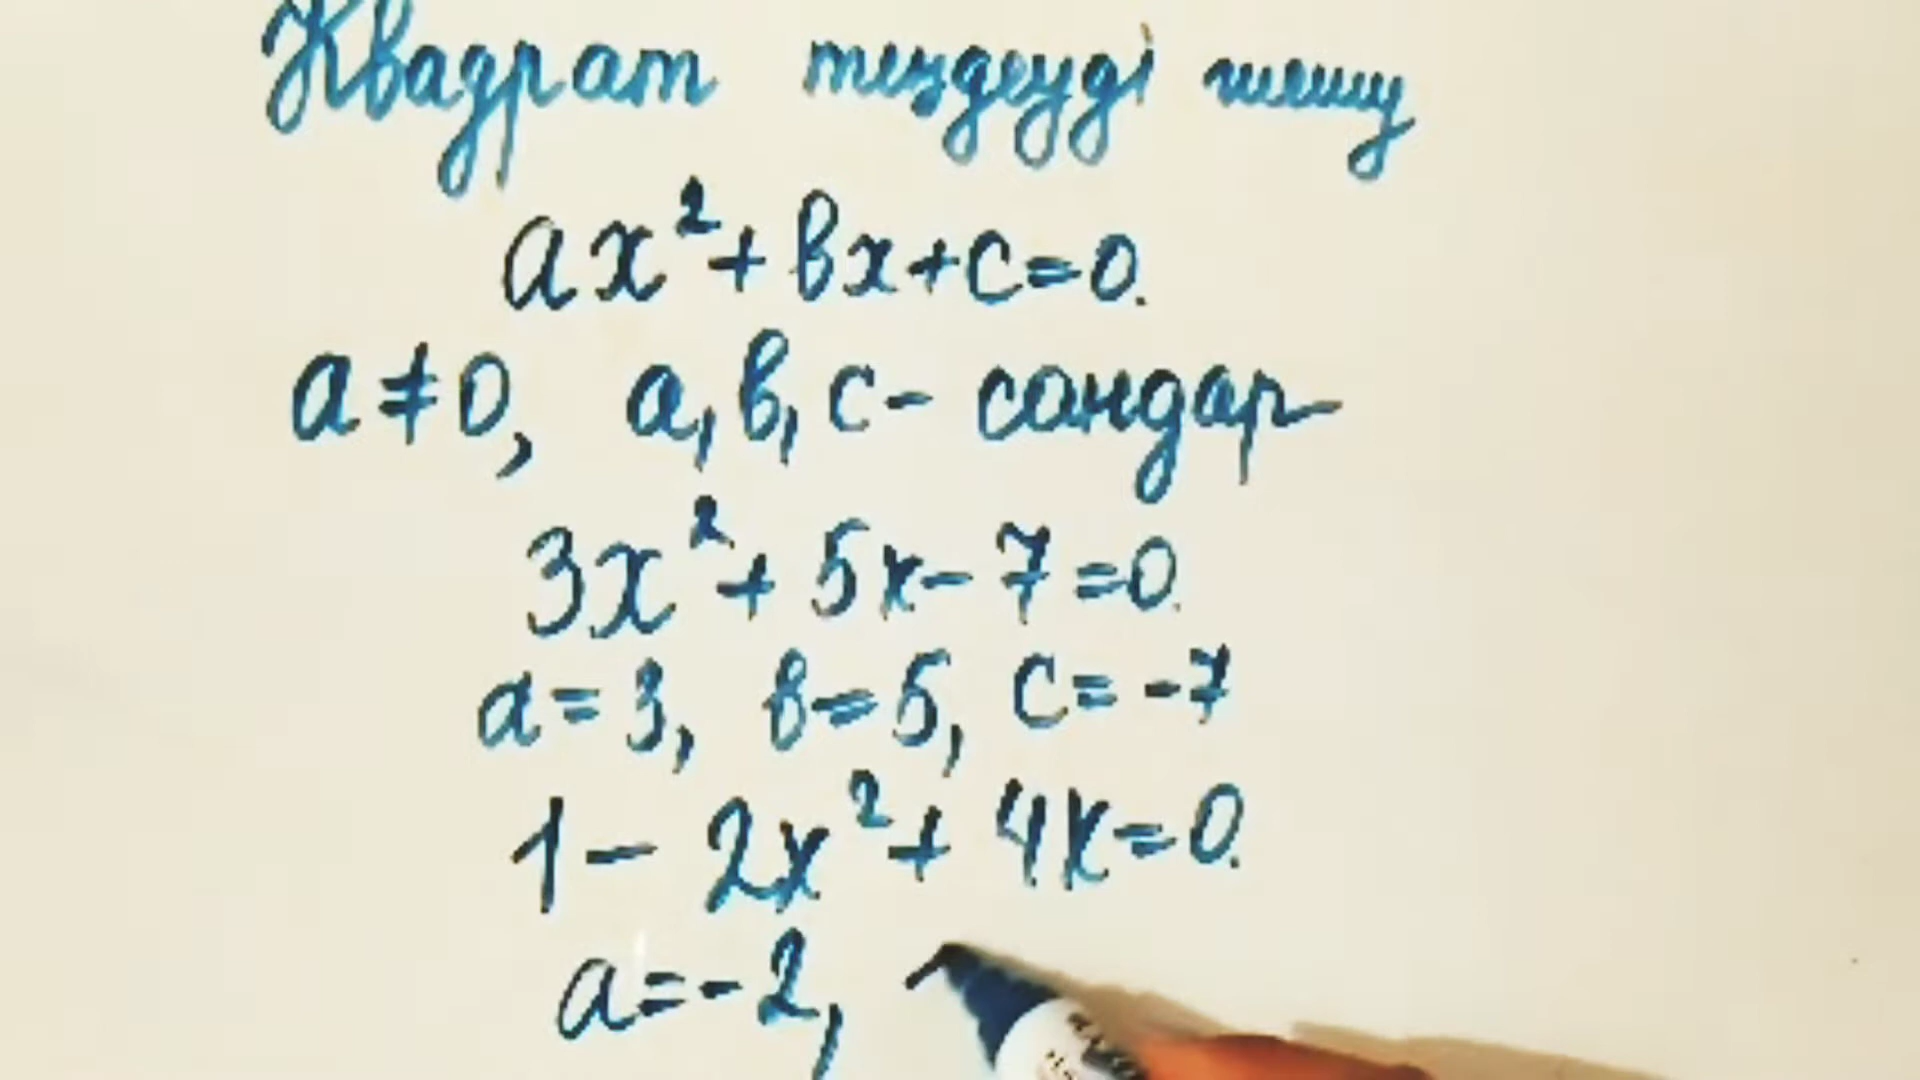 Квадрат теңдеуді шешу
ax²+bx+c=0.
a≠0, a, b, c - сандар
3x²+5x-7=0.
a=3, b=5, c=-7
1-2x²+4x=0.
a=-2,